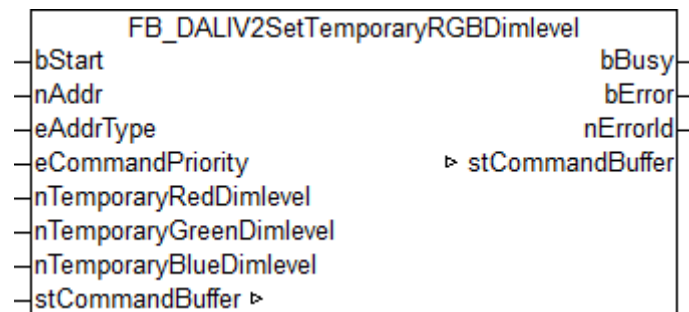 FB_DALIV2SetTemporaryRGBDimlevel
bStart bBusy
nAddr bError
eAddrType nErrorId
eCommandPriority ▷ stCommandBuffer
nTemporaryRedDimlevel
nTemporaryGreenDimlevel
nTemporaryBlueDimlevel
stCommandBuffer ▷